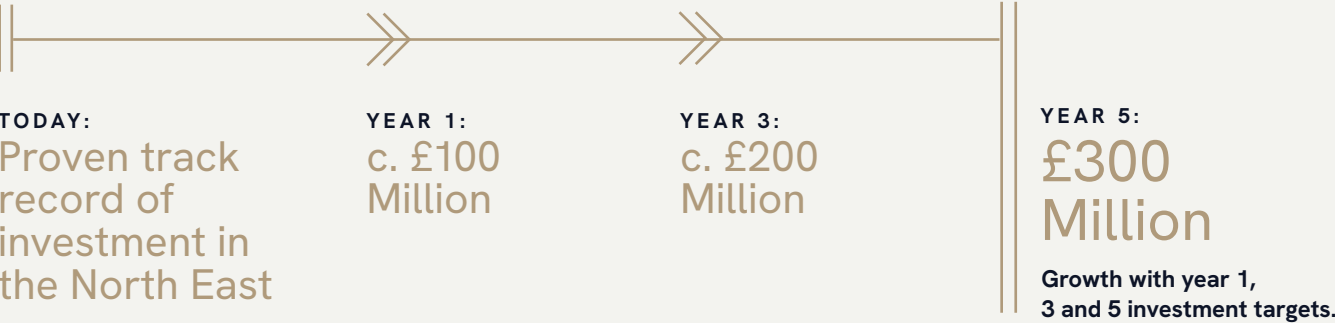 TODAY:
Proven track
record of
investment in
the North East
YEAR 1:
c. £100
Million
YEAR 3:
c. £200
Million
YEAR 5:
£300
Million
Growth with year 1,
3 and 5 investment targets.